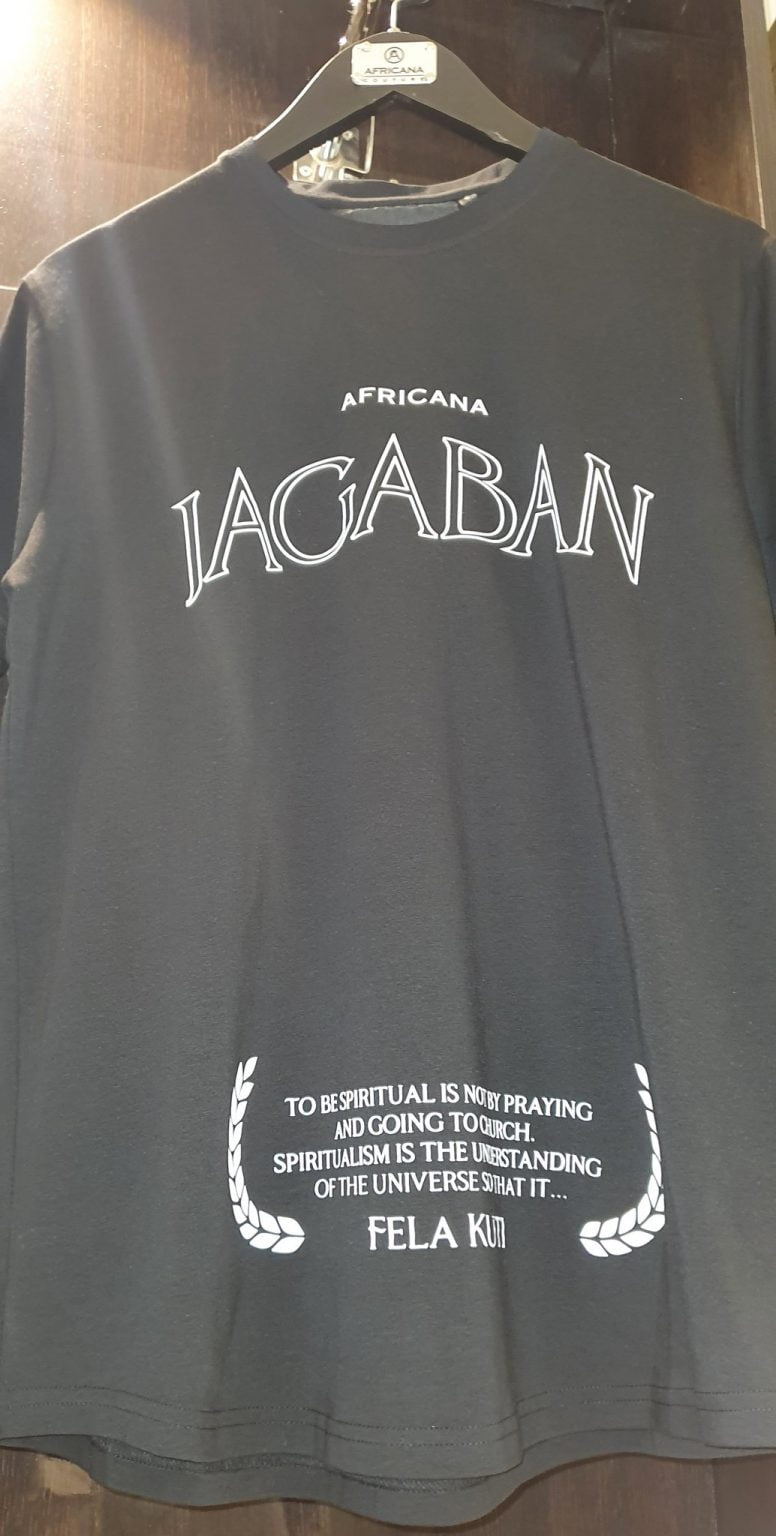 AFRICANA
COUTURE
AFRICANA
JAGABAN
TO BE SPIRITUAL IS NOT BY PRAYING
AND GOING TO CHURCH.
SPIRITUALISM IS THE UNDERSTANDING
OF THE UNIVERSE SO THAT IT...
FELA KUTI